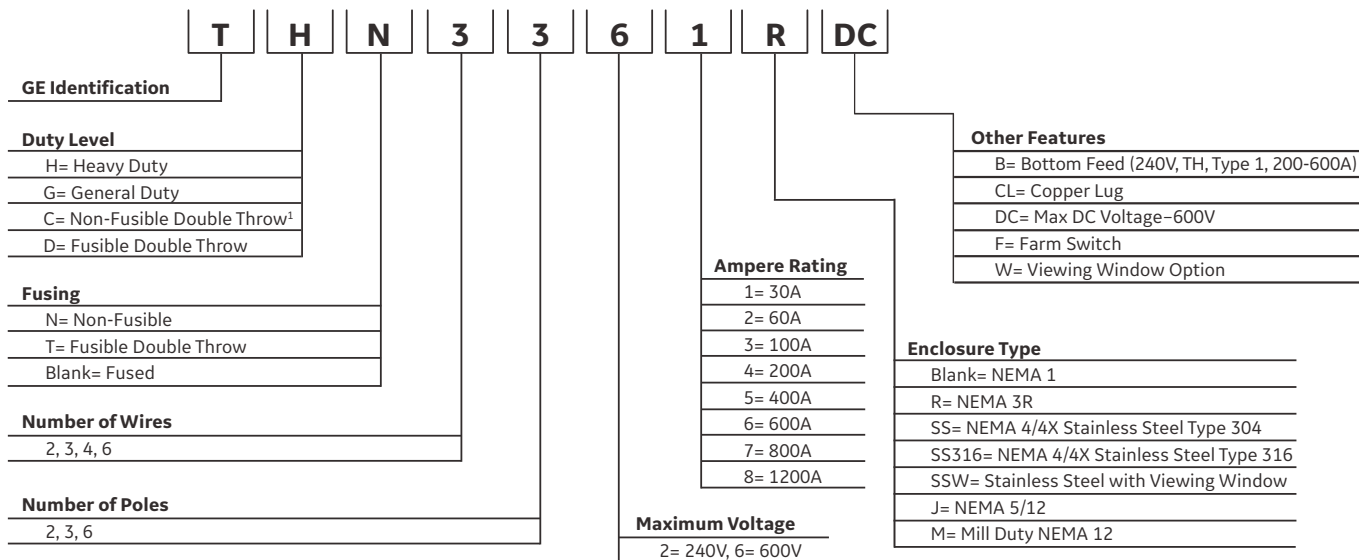 T H N 3 3 6 1 R DC
GE Identification
Duty Level
H= Heavy Duty
G= General Duty
C= Non-Fusible Double Throw¹
D= Fusible Double Throw
Fusing
N= Non-Fusible
T= Fusible Double Throw
Blank= Fused
Number of Wires
2, 3, 4, 6
Number of Poles
2, 3, 6
Maximum Voltage
2= 240V, 6= 600V
Ampere Rating
1= 30A
2= 60A
3= 100A
4= 200A
5= 400A
6= 600A
7= 800A
8= 1200A
Enclosure Type
Blank= NEMA 1
R= NEMA 3R
SS= NEMA 4/4X Stainless Steel Type 304
SS316= NEMA 4/4X Stainless Steel Type 316
SSW= Stainless Steel with Viewing Window
J= NEMA 5/12
M= Mill Duty NEMA 12
Other Features
B= Bottom Feed (240V, TH, Type 1, 200-600A)
CL= Copper Lug
DC= Max DC Voltage–600V
F= Farm Switch
W= Viewing Window Option